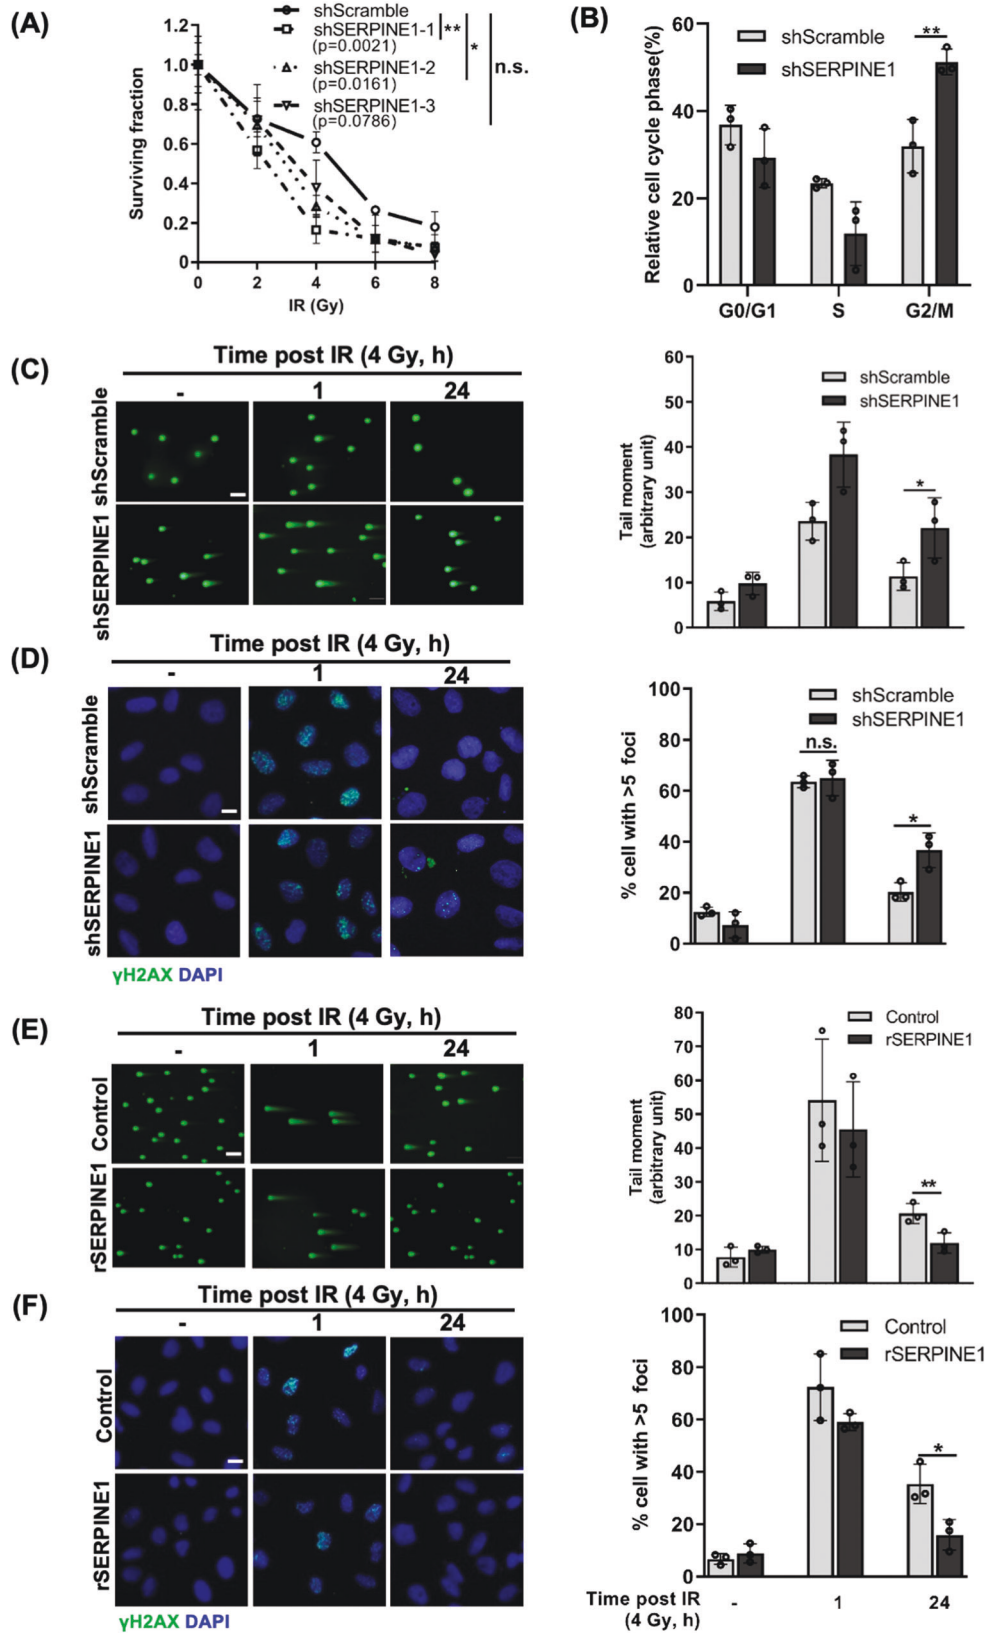 (A)
shScramble
shSERPINE1-1
(p=0.0021)
shSERPINE1-2
(p=0.0161)
shSERPINE1-3
(p=0.0786)
**
*
n.s.
Surviving fraction
1.2
1.0
0.8
0.6
0.4
0.2
0
0 2 4 6 8
IR (Gy)
(B)
shScramble
shSERPINE1
**
Relative cell cycle phase(%)
60
40
20
0
G0/G1 S G2/M
(C)
Time post IR (4 Gy, h)
- 1 24
shScramble
shSERPINE1
shScramble
shSERPINE1
*
Tail moment
(arbitrary unit)
60
50
40
30
20
10
0
(D)
Time post IR (4 Gy, h)
- 1 24
shScramble
shSERPINE1
γH2AX DAPI
shScramble
shSERPINE1
n.s.
*
% cell with >5 foci
100
80
60
40
20
0
(E)
Time post IR (4 Gy, h)
- 1 24
Control
rSERPINE1
Control
rSERPINE1
**
Tail moment
(arbitrary unit)
80
70
60
50
40
30
20
10
0
(F)
Time post IR (4 Gy, h)
- 1 24
Control
rSERPINE1
γH2AX DAPI
Control
rSERPINE1
*
% cell with >5 foci
100
80
60
40
20
0
Time post IR
(4 Gy, h)
- 1 24